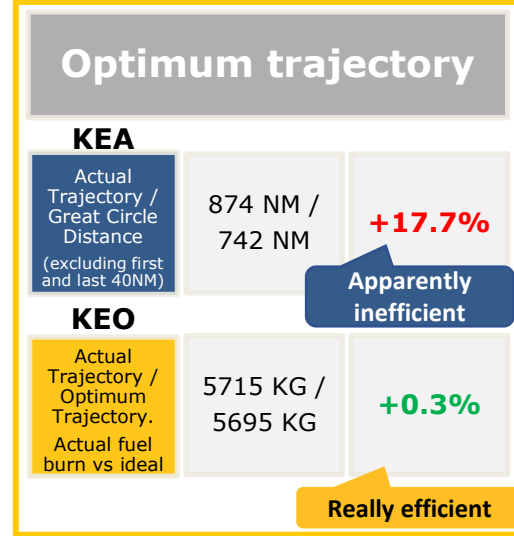 Optimum trajectory
KEA
Actual
Trajectory /
Great Circle
Distance
(excluding first
and last 40NM)
874 NM /
742 NM
+17.7%
Apparently
inefficient
KEO
Actual
Trajectory /
Optimum
Trajectory.
Actual fuel
burn vs ideal
5715 KG /
5695 KG
+0.3%
Really efficient